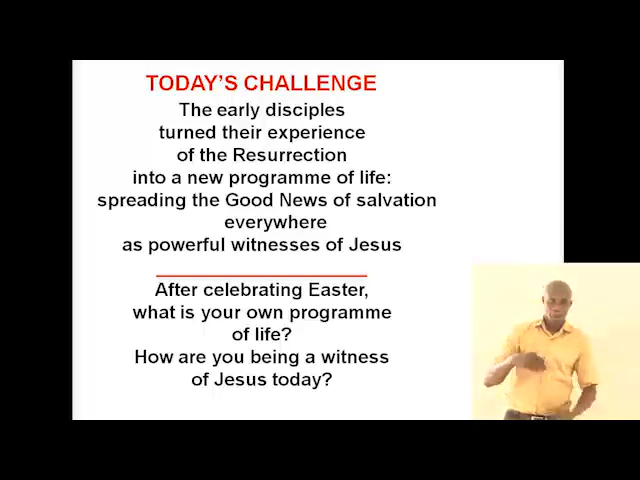 TODAY'S CHALLENGE
The early disciples
turned their experience
of the Resurrection
into a new programme of life:
spreading the Good News of salvation
everywhere
as powerful witnesses of Jesus
After celebrating Easter,
what is your own programme
of life?
How are you being a witness
of Jesus today?